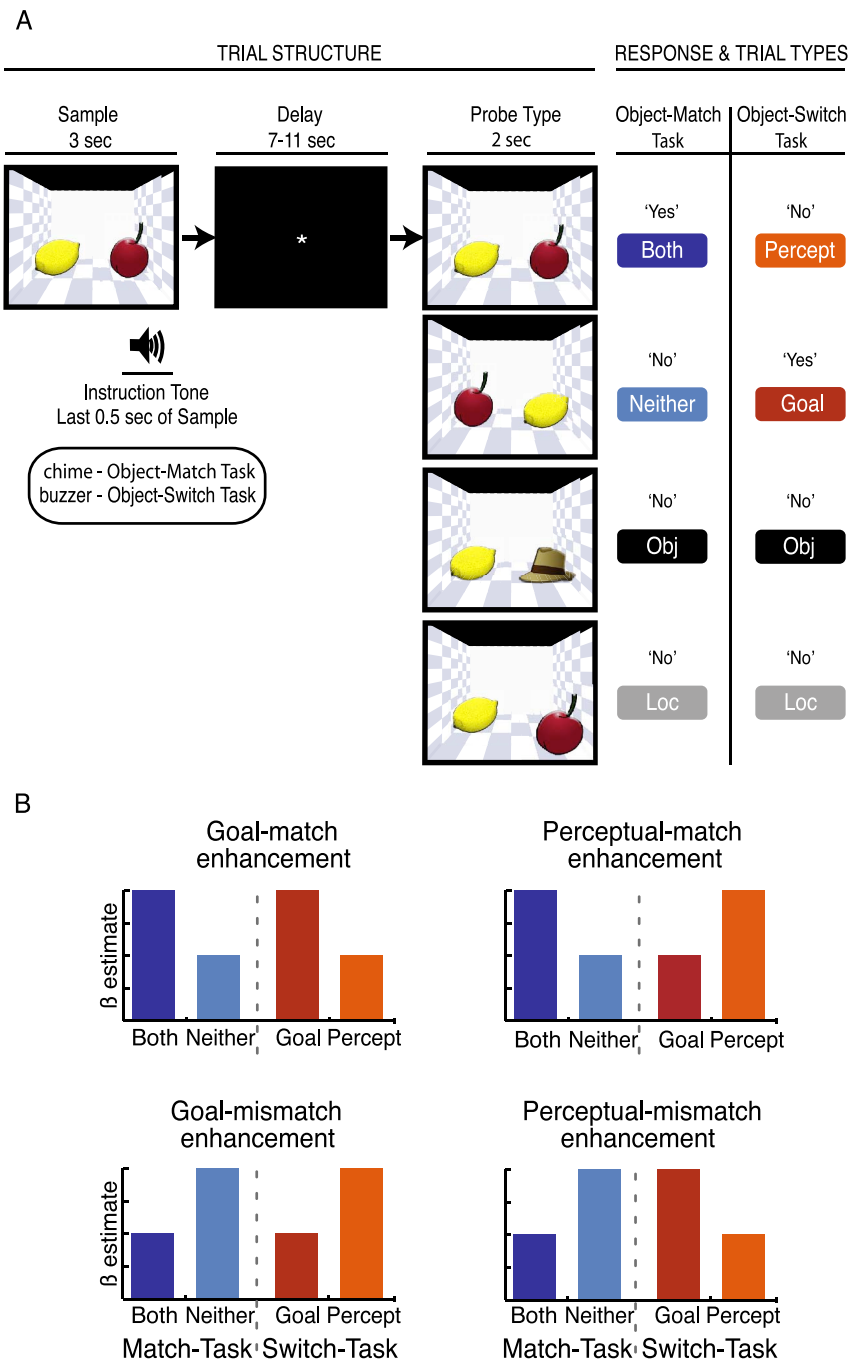 A
TRIAL STRUCTURE
RESPONSE & TRIAL TYPES
Sample
3 sec
Delay
7-11 sec
Probe Type
2 sec
Object-Match
Task
Object-Switch
Task
*
'Yes'
Both
'No'
Percept
Instruction Tone
Last 0.5 sec of Sample
chime - Object-Match Task
buzzer - Object-Switch Task
'No'
Neither
'Yes'
Goal
'No'
Obj
'No'
Obj
'No'
Loc
'No'
Loc
B
Goal-match
enhancement
ß estimate
Both Neither Goal Percept
Perceptual-match
enhancement
Both Neither Goal Percept
Goal-mismatch
enhancement
ß estimate
Both Neither Goal Percept
Match-Task Switch-Task
Perceptual-mismatch
enhancement
Both Neither Goal Percept
Match-Task Switch-Task